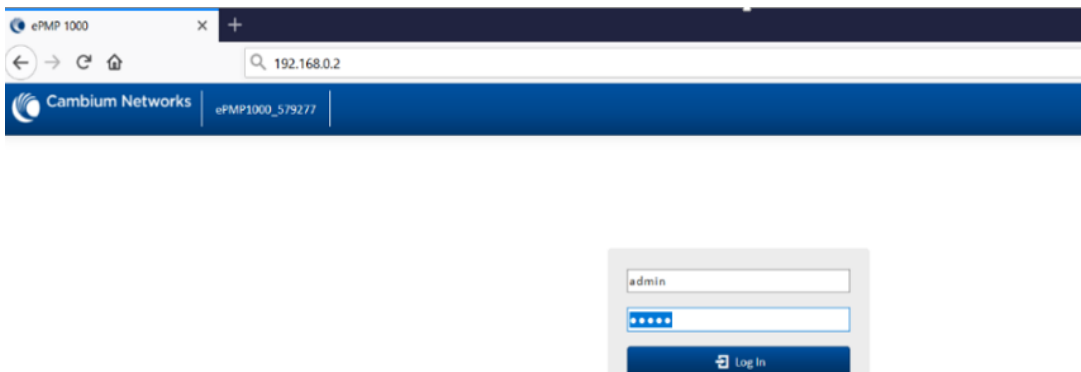 ePMP 1000
192.168.0.2
Cambium Networks
ePMP1000_579277
admin
•••••
Log In